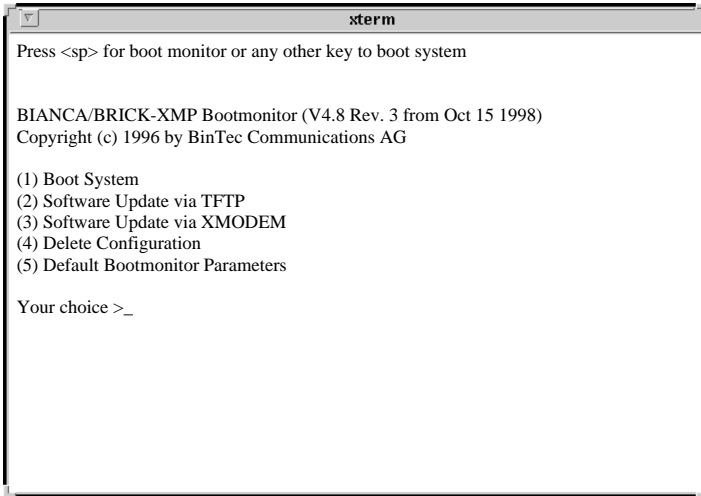 xterm
Press <sp> for boot monitor or any other key to boot system
BIANCA/BRICK-XMP Bootmonitor (V4.8 Rev. 3 from Oct 15 1998)
Copyright (c) 1996 by BinTec Communications AG
(1) Boot System
(2) Software Update via TFTP
(3) Software Update via XMODEM
(4) Delete Configuration
(5) Default Bootmonitor Parameters
Your choice >_